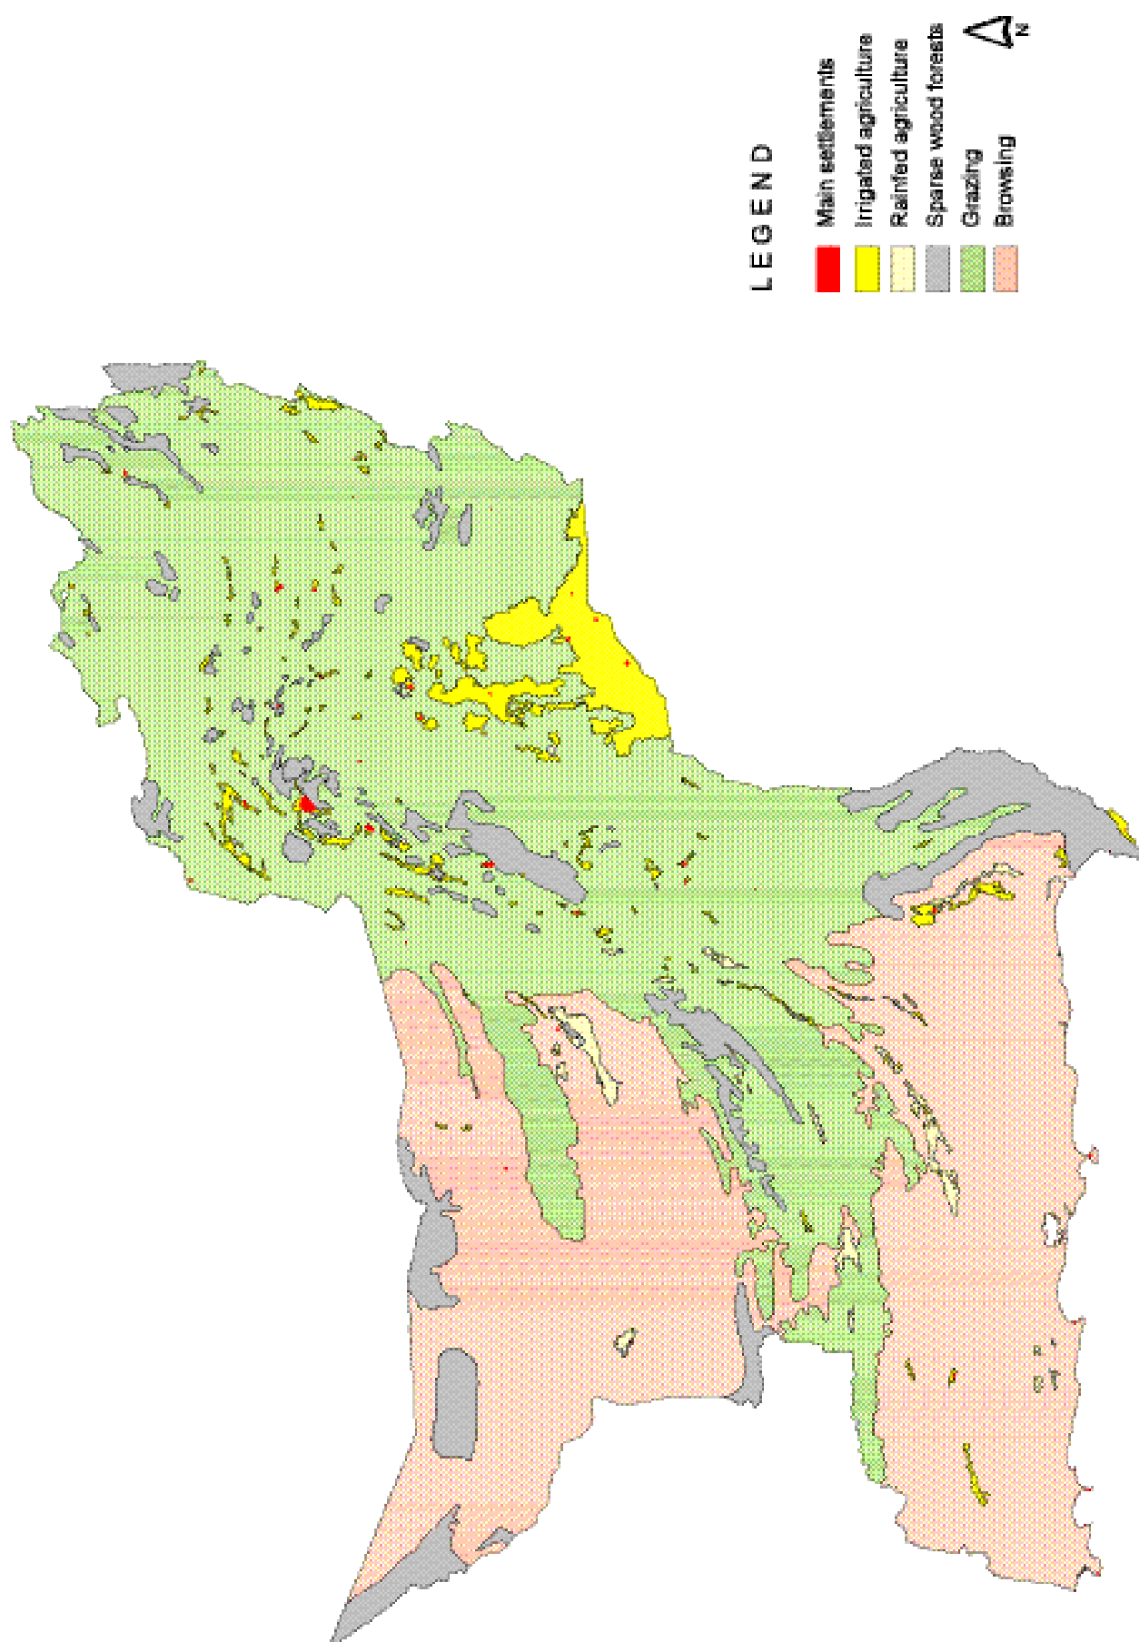 LEGEND
Main settlements
Irrigated agriculture
Rainfed agriculture
Sparse wood forests
Grazing
Browsing
N